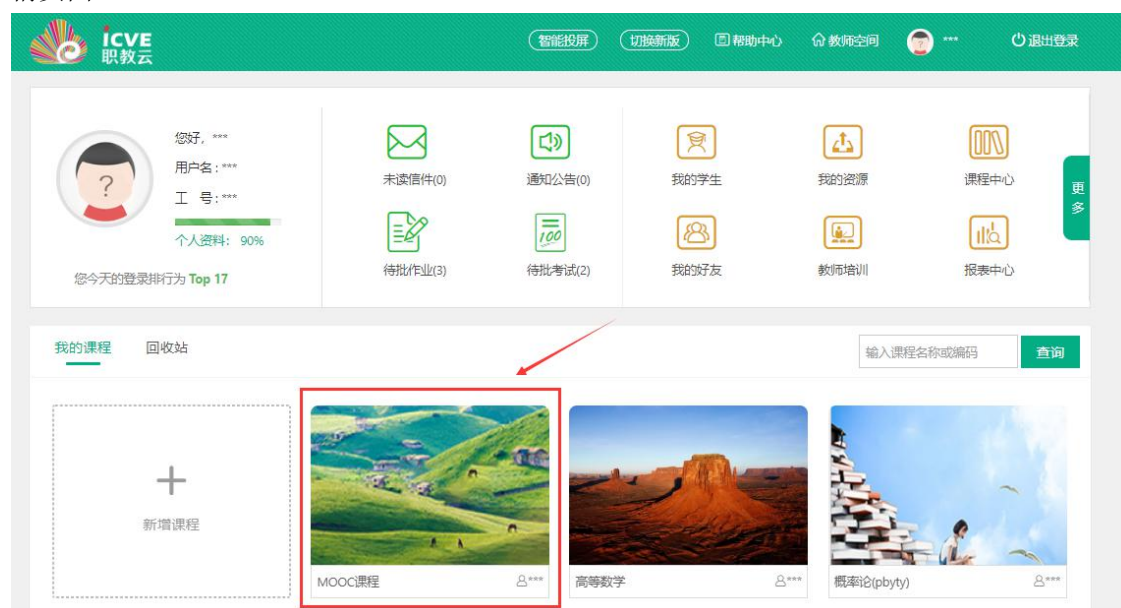 icve
职教云
智能投屏
切换新版
帮助中心
教师空间
***
退出登录
您好, ***
用户名:***
工 号:***
个人资料: 90%
您今天的登录排行为 Top 17
未读信件(0)
通知公告(0)
我的学生
我的资源
课程中心
待批作业(3)
100
待批考试(2)
我的好友
教师培训
报表中心
更多
我的课程
回收站
输入课程名称或编码
查询
新增课程
MOOC课程
***
高等数学
***
概率论(pbyty)
***